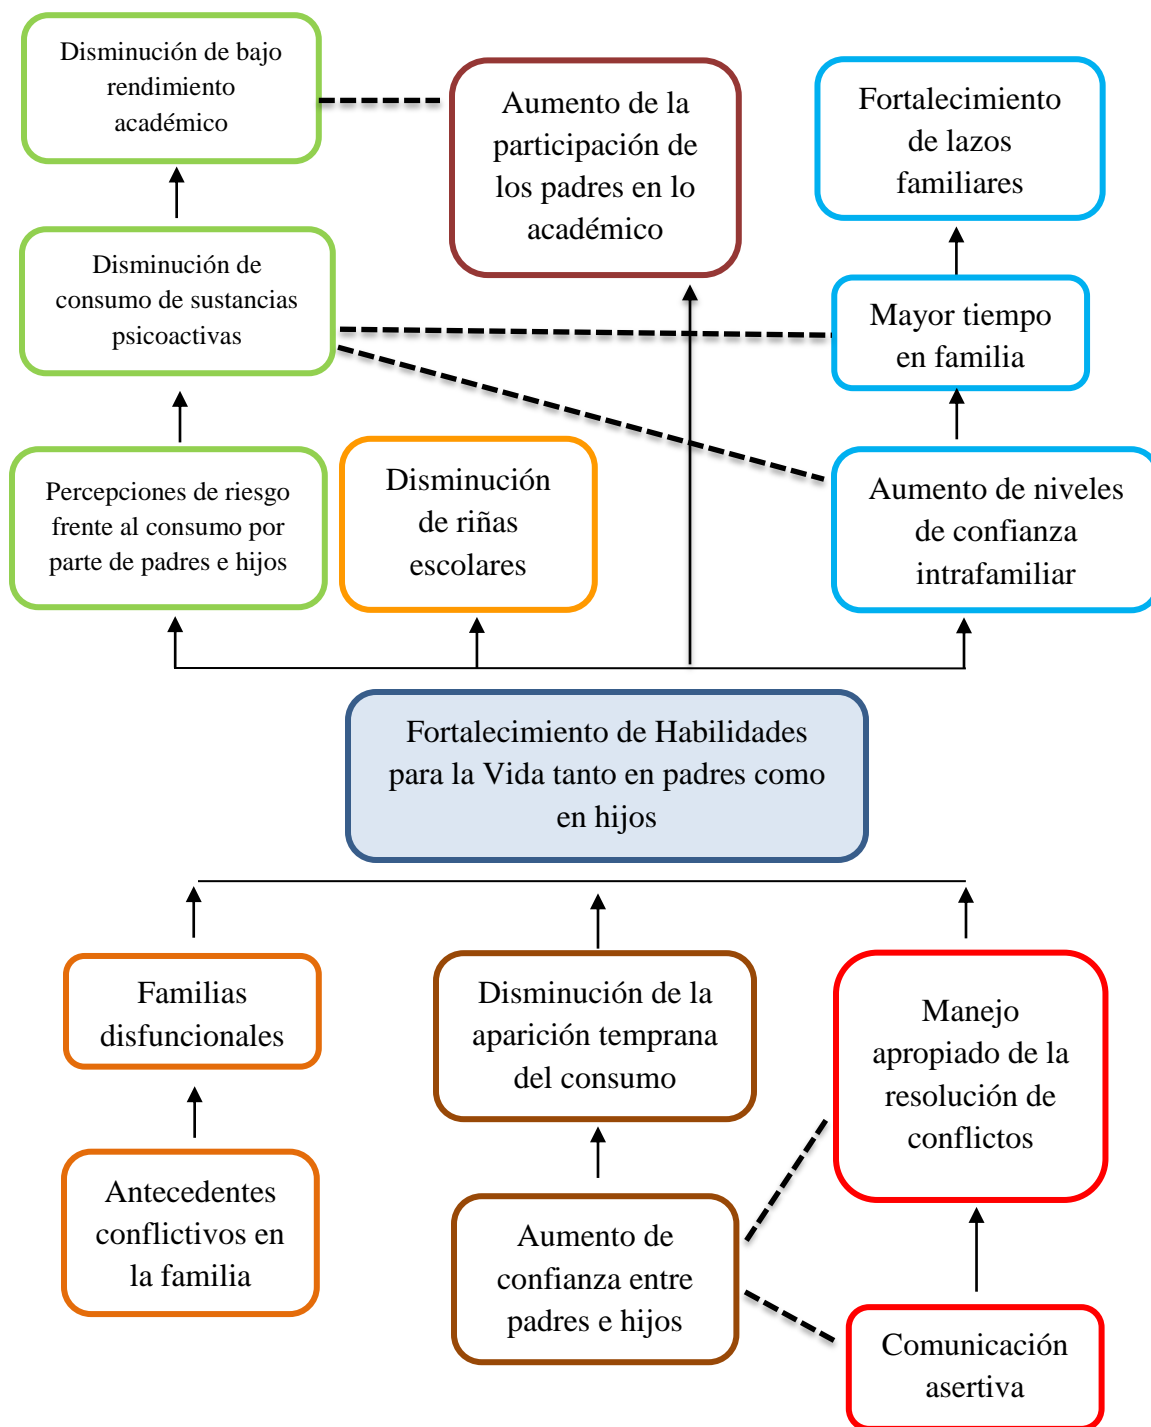 Disminución de bajo
rendimiento
académico
Aumento de la
participación de
los padres en lo
académico
Fortalecimiento
de lazos
familiares
Disminución de
consumo de sustancias
psicoactivas
Mayor tiempo
en familia
Percepciones de riesgo
frente al consumo por
parte de padres e hijos
Disminución
de riñas
escolares
Aumento de niveles
de confianza
intrafamiliar
Fortalecimiento de Habilidades
para la Vida tanto en padres como
en hijos
Familias
disfuncionales
Disminución de la
aparición temprana
del consumo
Manejo
apropiado de la
resolución de
conflictos
Antecedentes
conflictivos en
la familia
Aumento de
confianza entre
padres e hijos
Comunicación
asertiva